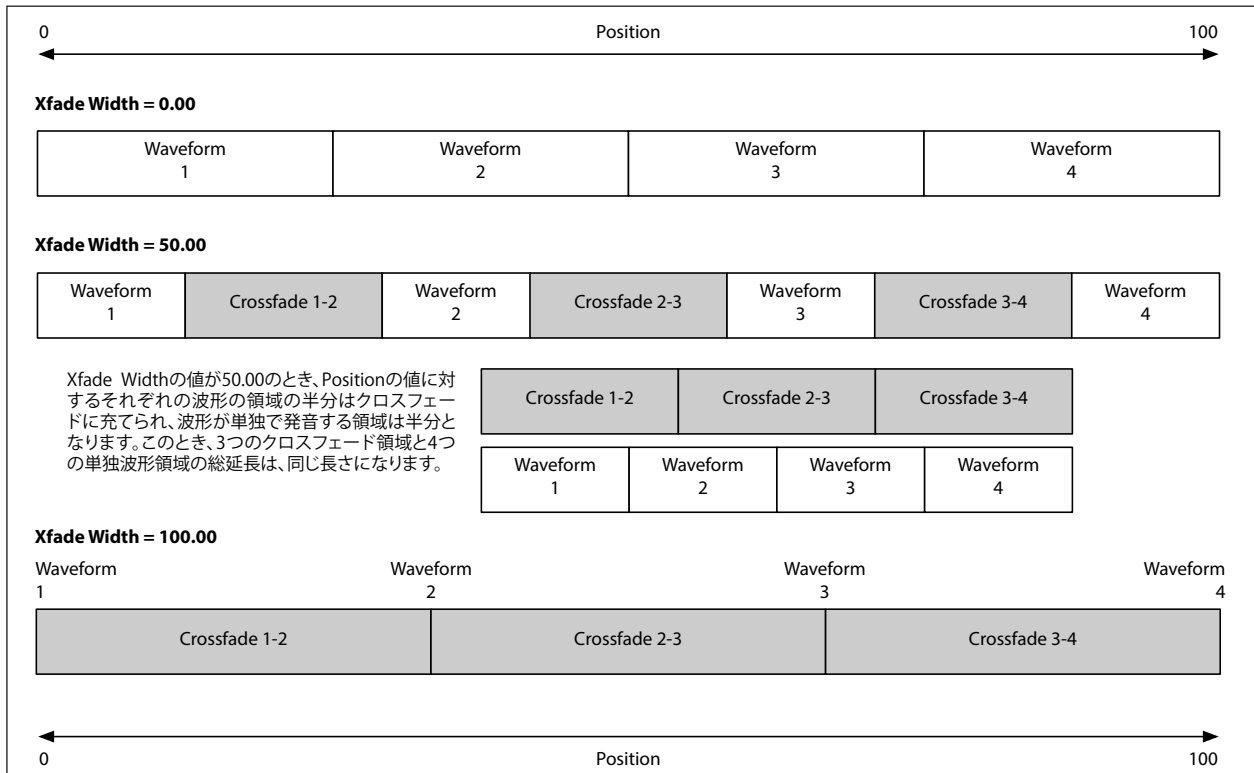 0 Position 100
Xfade Width = 0.00
Waveform 1 Waveform 2 Waveform 3 Waveform 4
Xfade Width = 50.00
Waveform 1 Crossfade 1-2 Waveform 2 Crossfade 2-3 Waveform 3 Crossfade 3-4 Waveform 4
Xfade Widthの値が50.00のとき、Positionの値に対
するそれぞれの波形の領域の半分はクロスフェー
ドに充てられ、波形が単独で発音する領域は半分と
なります。このとき、3つのクロスフェード領域と4つ
の単独波形領域の総延長は、同じ長さになります。
Crossfade 1-2 Crossfade 2-3 Crossfade 3-4
Waveform 1 Waveform 2 Waveform 3 Waveform 4
Xfade Width = 100.00
Waveform 1 Waveform 2 Waveform 3 Waveform 4
Crossfade 1-2 Crossfade 2-3 Crossfade 3-4
0 Position 100